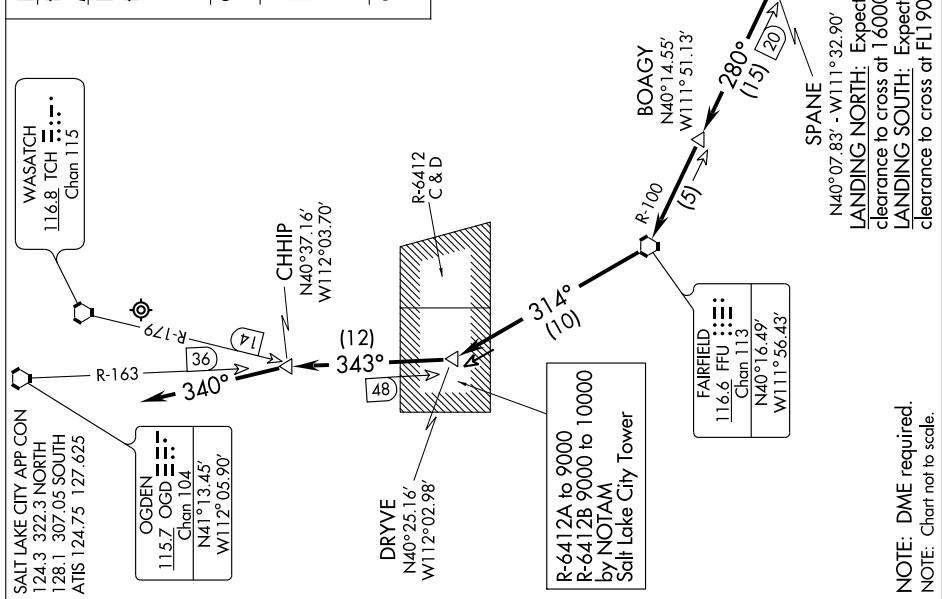 SALT LAKE CITY APP CON
124.3 322.3 NORTH
128.1 307.05 SOUTH
ATIS 124.75 127.625
WASATCH
116.8 TCH
Chan 115
OGDEN
115.7 OGD
Chan 104
N41°13.45'
W112°05.90'
R-163
36
R-179
14
340°
CHHIP
N40°37.16'
W112°03.70'
(12)
343°
48
R-6412
C & D
DRYVE
N40°25.16'
W112°02.98'
314°
(10)
R-6412A to 9000
R-6412B 9000 to 10000
by NOTAM
Salt Lake City Tower
FAIRFIELD
116.6 FFU
Chan 113
N40°16.49'
W111°56.43'
R-100
(5)
BOAGY
N40°14.55'
W111°51.13'
280°
(15)
20
SPANE
N40°07.83' - W111°32.90'
LANDING NORTH: Expect
clearance to cross at 16000
LANDING SOUTH: Expect
clearance to cross at FL190
NOTE: DME required.
NOTE: Chart not to scale.